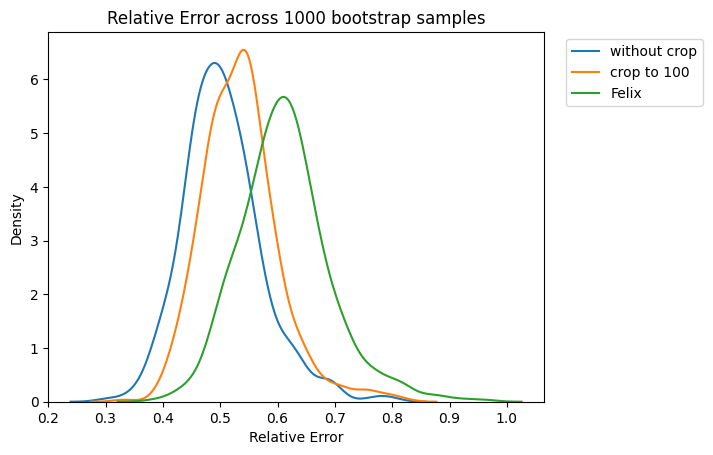 Relative Error across 1000 bootstrap samples
without crop
crop to 100
Felix
Density
6
5
4
3
2
1
0
0.2 0.3 0.4 0.5 0.6 0.7 0.8 0.9 1.0
Relative Error